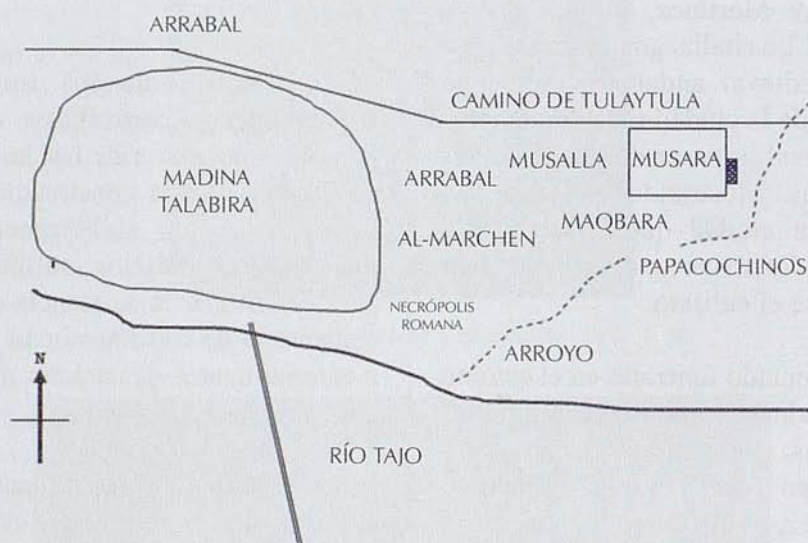 ARRABAL
CAMINO DE TULAYTULA
MUSALLA
MUSARA
MADINA
TALABIRA
ARRABAL
MAQBARA
AL-MARCHEN
PAPACOCHINOS
NECRÓPOLIS
ROMANA
ARROYO
N
RÍO TAJO